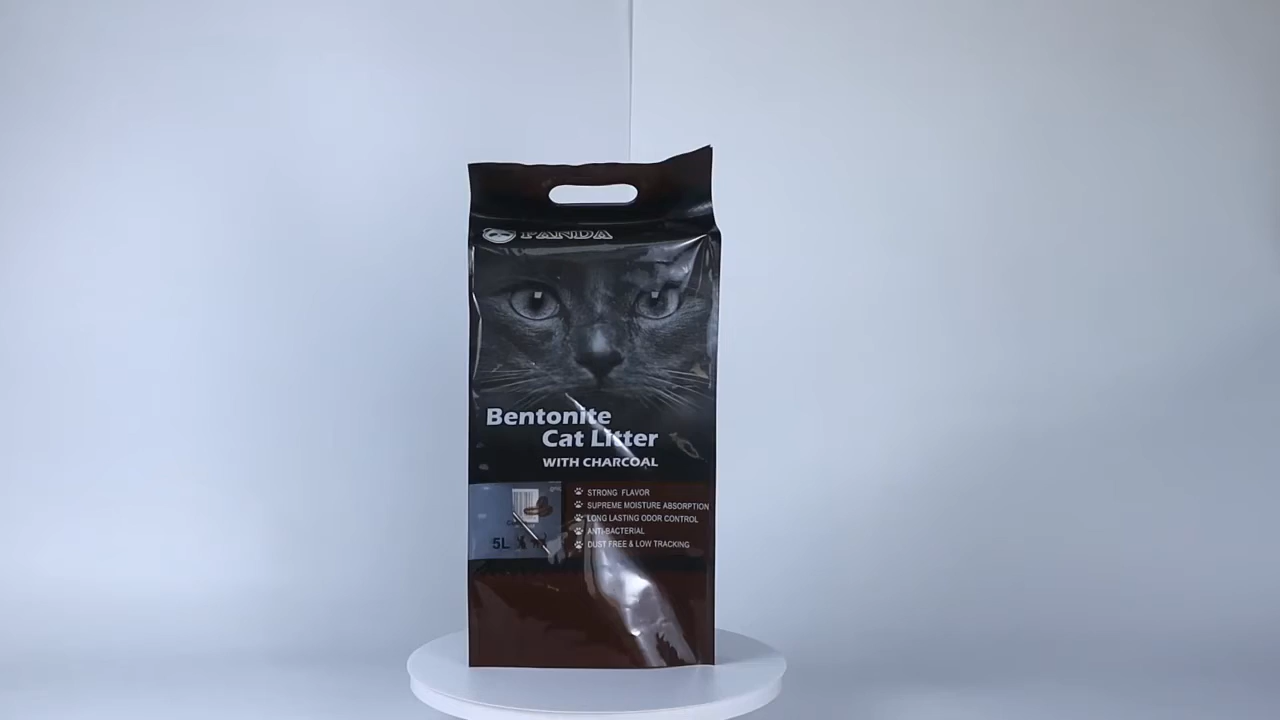 PANDA
Bentonite
Cat Litter
WITH CHARCOAL
STRONG FLAVOR
SUPREME MOISTURE ABSORPTION
LONG LASTING ODOR CONTROL
ANTI-BACTERIAL
DUST FREE & LOW TRACKING
5L